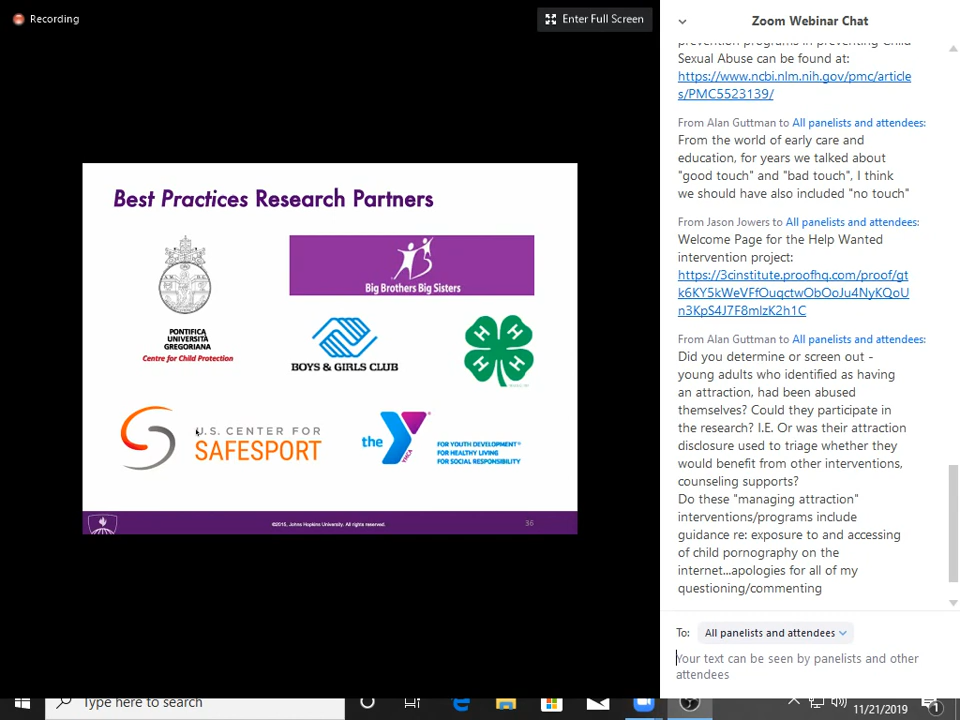 Recording
Enter Full Screen
Best Practices Research Partners
PONTIFICA
UNIVERSITÀ
GREGORIANA
Centre for Child Protection
Big Brothers Big Sisters
BOYS & GIRLS CLUB
H H
H H
U.S. CENTER FOR
SAFESPORT
the Y
YMCA
FOR YOUTH DEVELOPMENT®
FOR HEALTHY LIVING
FOR SOCIAL RESPONSIBILITY
©2015, Johns Hopkins University. All rights reserved.
36
Zoom Webinar Chat
prevention programs in preventing Child
Sexual Abuse can be found at:
https://www.ncbi.nlm.nih.gov/pmc/article
s/PMC5523139/
From Alan Guttman to All panelists and attendees:
From the world of early care and
education, for years we talked about
"good touch" and "bad touch", I think
we should have also included "no touch"
From Jason Jowers to All panelists and attendees:
Welcome Page for the Help Wanted
intervention project:
https://3cinstitute.proofhq.com/proof/gt
k6KY5kWeVFfOuqctwObOoJu4NyKQoU
n3KpS4J7F8mlzK2h1C
From Alan Guttman to All panelists and attendees:
Did you determine or screen out -
young adults who identified as having
an attraction, had been abused
themselves? Could they participate in
the research? I.E. Or was their attraction
disclosure used to triage whether they
would benefit from other interventions,
counseling supports?
Do these "managing attraction"
interventions/programs include
guidance re: exposure to and accessing
of child pornography on the
internet...apologies for all of my
questioning/commenting
To: All panelists and attendees
Your text can be seen by panelists and other
attendees
Type here to search
11/21/2019
1